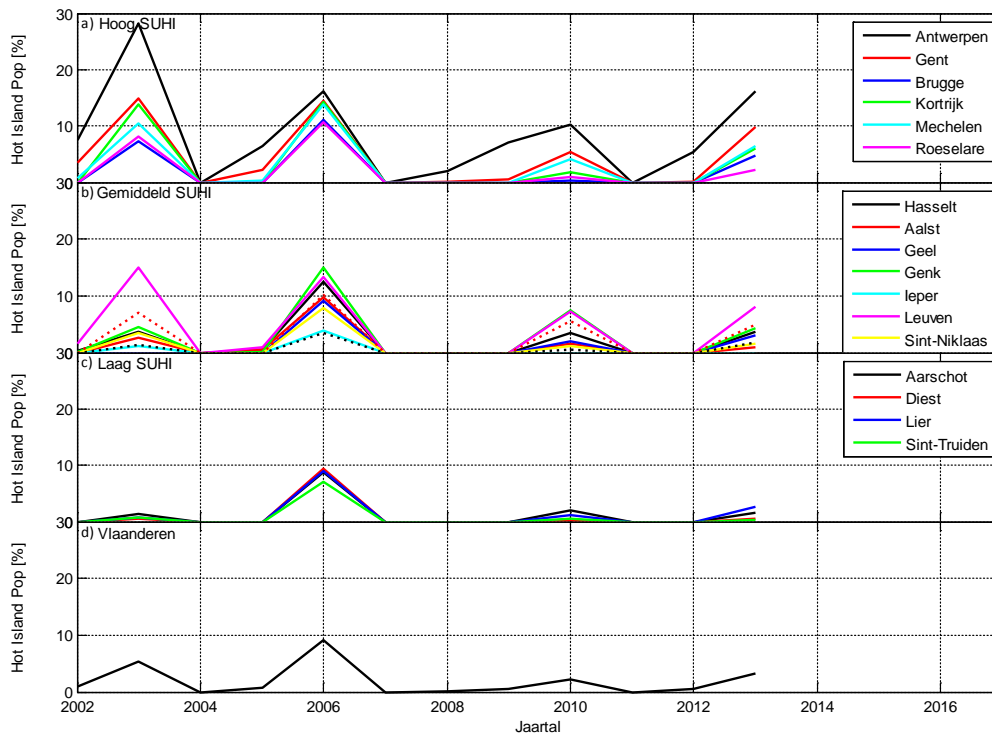 a) Hoog SUHI
Hot Island Pop [%]
30
20
10
Antwerpen
Gent
Brugge
Kortrijk
Mechelen
Roeselare
b) Gemiddeld SUHI
Hot Island Pop [%]
30
20
10
Hasselt
Aalst
Geel
Genk
Ieper
Leuven
Sint-Niklaas
c) Laag SUHI
Hot Island Pop [%]
30
20
10
Aarschot
Diest
Lier
Sint-Truiden
d) Vlaanderen
Hot Island Pop [%]
30
20
10
0
2002 2004 2006 2008 2010 2012 2014 2016
Jaartal